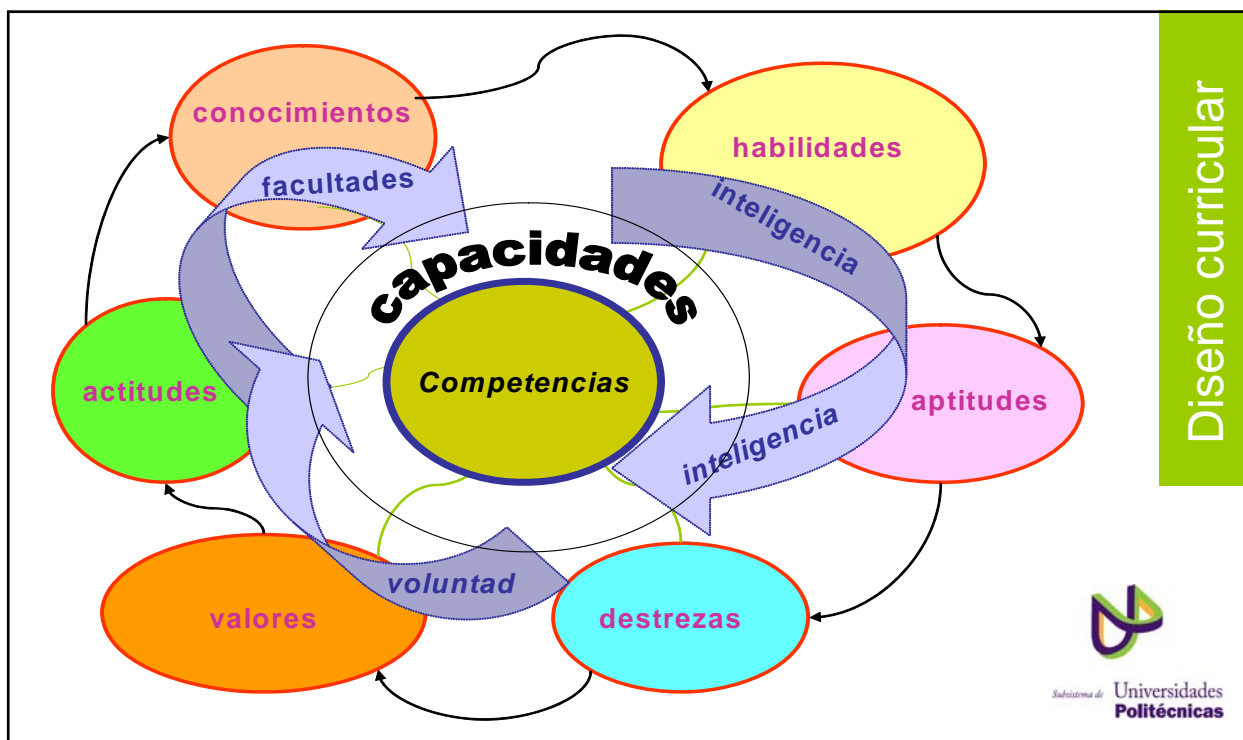 conocimientos
habilidades
facultades
inteligencia
capacidades
Competencias
actitudes
aptitudes
inteligencia
voluntad
valores
destrezas
Diseño curricular
Subsistema de Universidades
Politécnicas